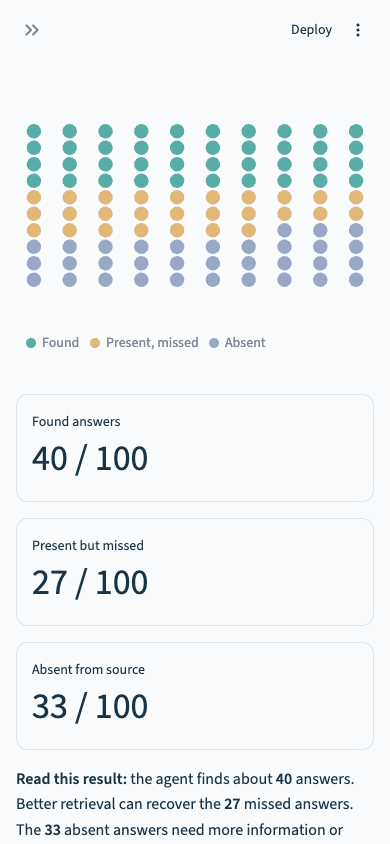 Deploy
Found Present, missed Absent
Found answers
40 / 100
Present but missed
27 / 100
Absent from source
33 / 100
Read this result: the agent finds about 40 answers.
Better retrieval can recover the 27 missed answers.
The 33 absent answers need more information or